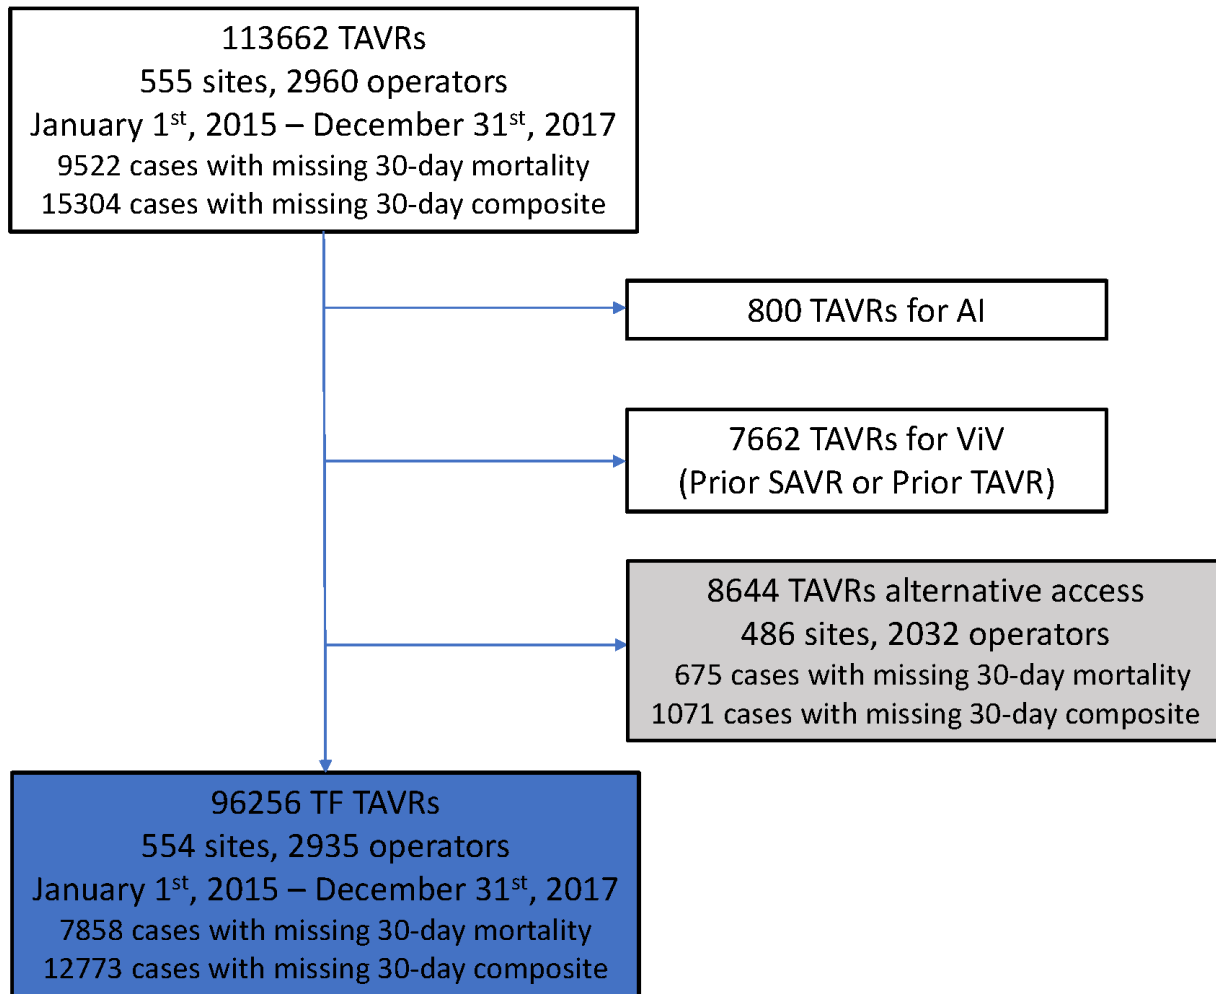 113662 TAVRs
555 sites, 2960 operators
January 1st, 2015 – December 31st, 2017
9522 cases with missing 30-day mortality
15304 cases with missing 30-day composite
800 TAVRs for AI
7662 TAVRs for ViV
(Prior SAVR or Prior TAVR)
8644 TAVRs alternative access
486 sites, 2032 operators
675 cases with missing 30-day mortality
1071 cases with missing 30-day composite
96256 TF TAVRs
554 sites, 2935 operators
January 1st, 2015 – December 31st, 2017
7858 cases with missing 30-day mortality
12773 cases with missing 30-day composite